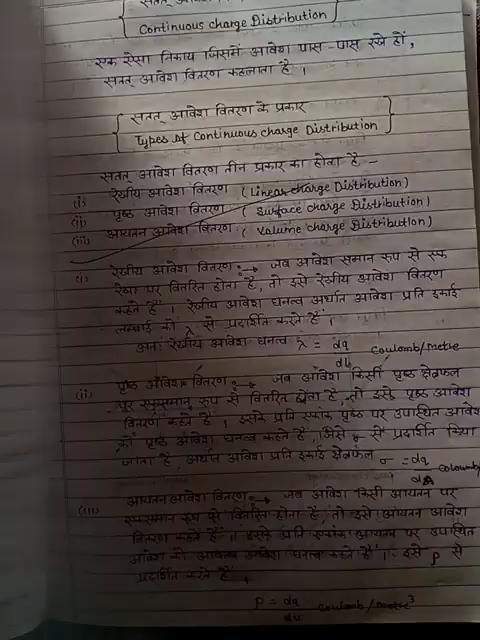 सतत् आवेश वितरण
Continuous charge Distribution
एक ऐसा निकाय जिसमें आवेश पास-पास रखे हों,
सतत् आवेश वितरण कहलाता है।
सतत् आवेश वितरण के प्रकार
Types of Continuous charge Distribution
सतत् आवेश वितरण तीन प्रकार का होता है -
(i) रेखीय आवेश वितरण (Linear charge Distribution)
(ii) पृष्ठ आवेश वितरण (Surface charge Distribution)
(iii) आयतन आवेश वितरण (Valume charge Distribution)
(i) रेखीय आवेश वितरण :→ जब आवेश समान रूप से एक
रेखा पर वितरित होता है, तो इसे रेखीय आवेश वितरण
कहते हैं। रेखीय आवेश घनत्व अर्थात आवेश प्रति इकाई
लम्बाई को λ से प्रदर्शित करते हैं।
अतः रेखीय आवेश घनत्व λ = dq
dL Coulomb/Metre
(ii) पृष्ठ आवेश वितरण :→ जब आवेश किसी पृष्ठ क्षेत्रफल
पर एकसमान रूप से वितरित होता है, तो इसे पृष्ठ आवेश
वितरण कहते हैं। इसके प्रति एकांक पृष्ठ पर उपस्थित आवेश
को पृष्ठ आवेश घनत्व कहते हैं, जिसे σ से प्रदर्शित किया
जाता है, अर्थात आवेश प्रति इकाई क्षेत्रफल σ = dq
dA Coulomb/
(iii) आयतन आवेश वितरण :→ जब आवेश किसी आयतन पर
एकसमान रूप से वितरित होता है, तो इसे आयतन आवेश
वितरण कहते हैं। इसके प्रति एकांक आयतन पर उपस्थित
आवेश को आयतन आवेश घनत्व कहते हैं। इसे ρ से
प्रदर्शित करते हैं।
ρ = dq
dv Coulomb/Metre³